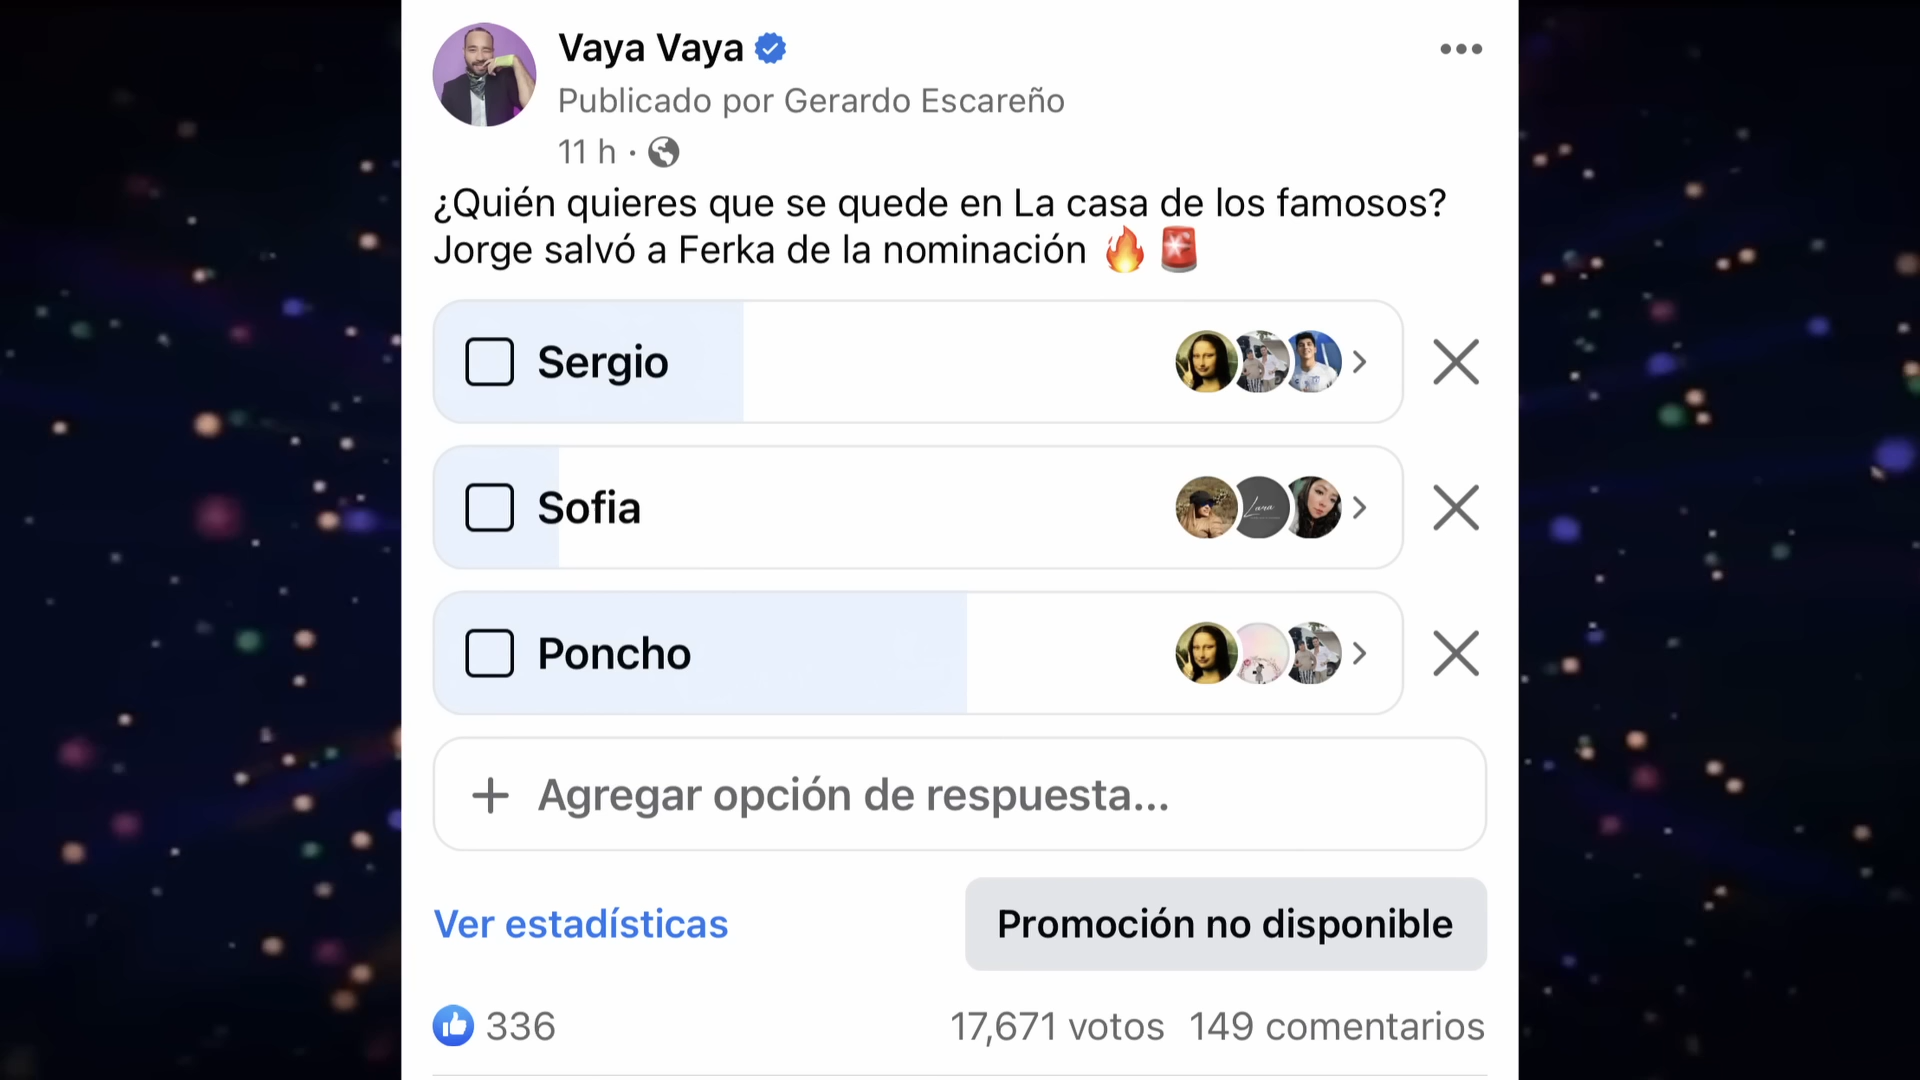 Vaya Vaya
Publicado por Gerardo Escareño
11 h ·
¿Quién quieres que se quede en La casa de los famosos?
Jorge salvó a Ferka de la nominación 🔥 🚨
Sergio
Sofia
Lana
Poncho
+ Agregar opción de respuesta...
Ver estadísticas
Promoción no disponible
336
17,671 votos 149 comentarios